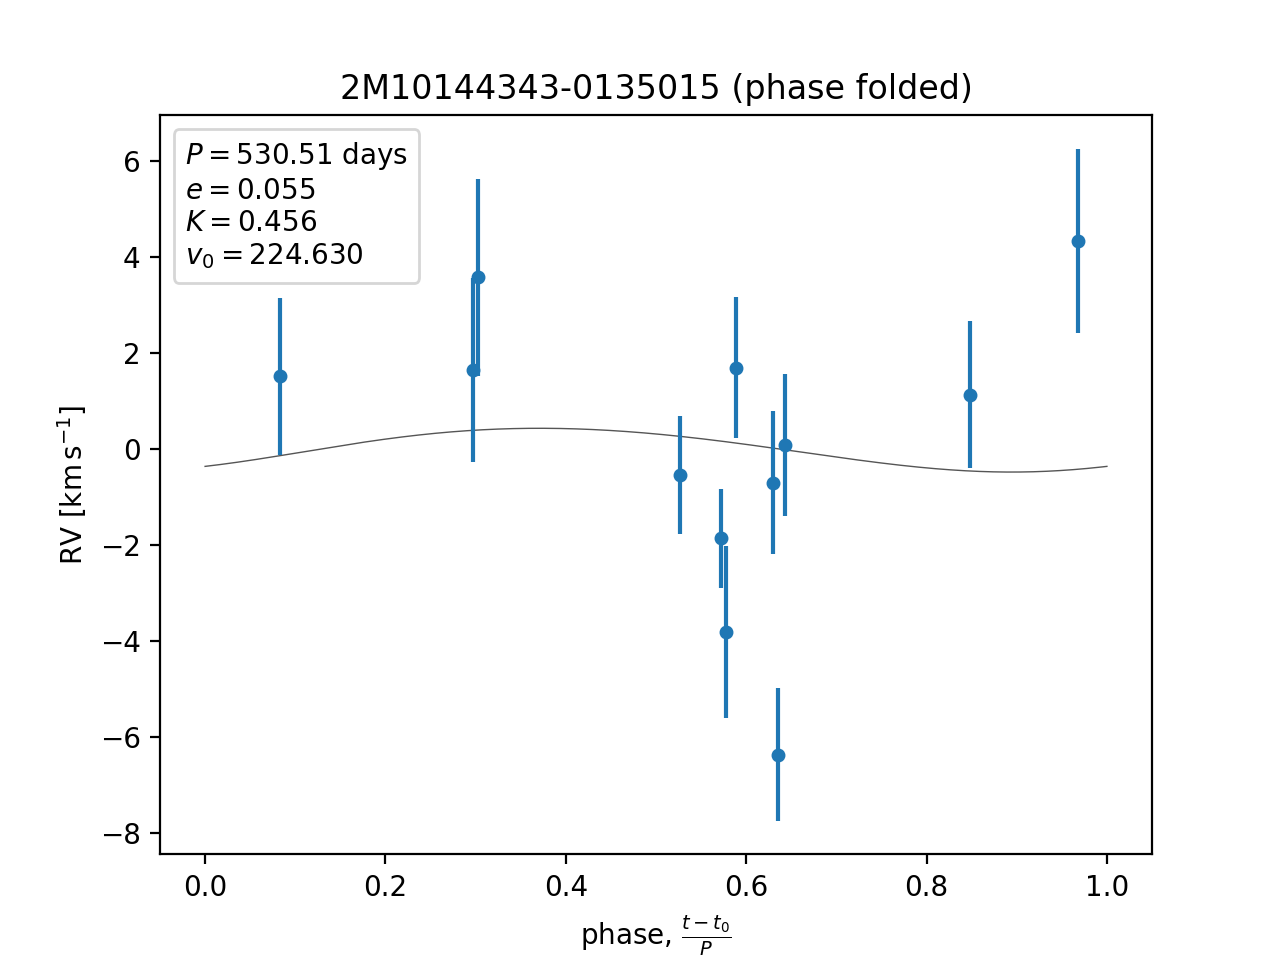 2M10144343-0135015 (phase folded)
P = 530.51 days
e = 0.055
K = 0.456
v₀ = 224.630
6
4
2
0
−2
−4
−6
−8
RV [km s⁻¹]
0.0 0.2 0.4 0.6 0.8 1.0
phase, (t − t₀)/P